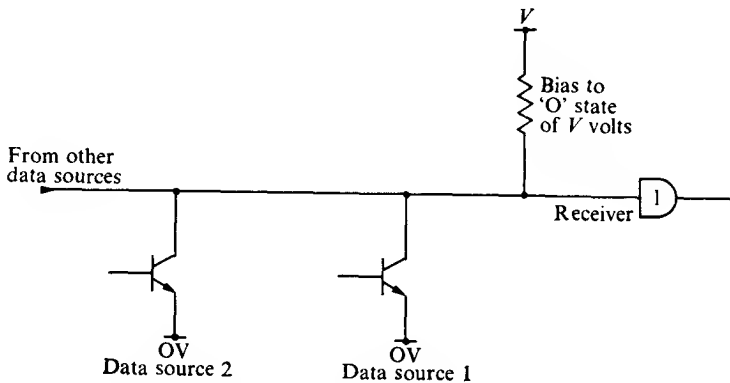 V
Bias to
'O' state
of V volts
From other
data sources
Receiver
1
OV
Data source 2
OV
Data source 1